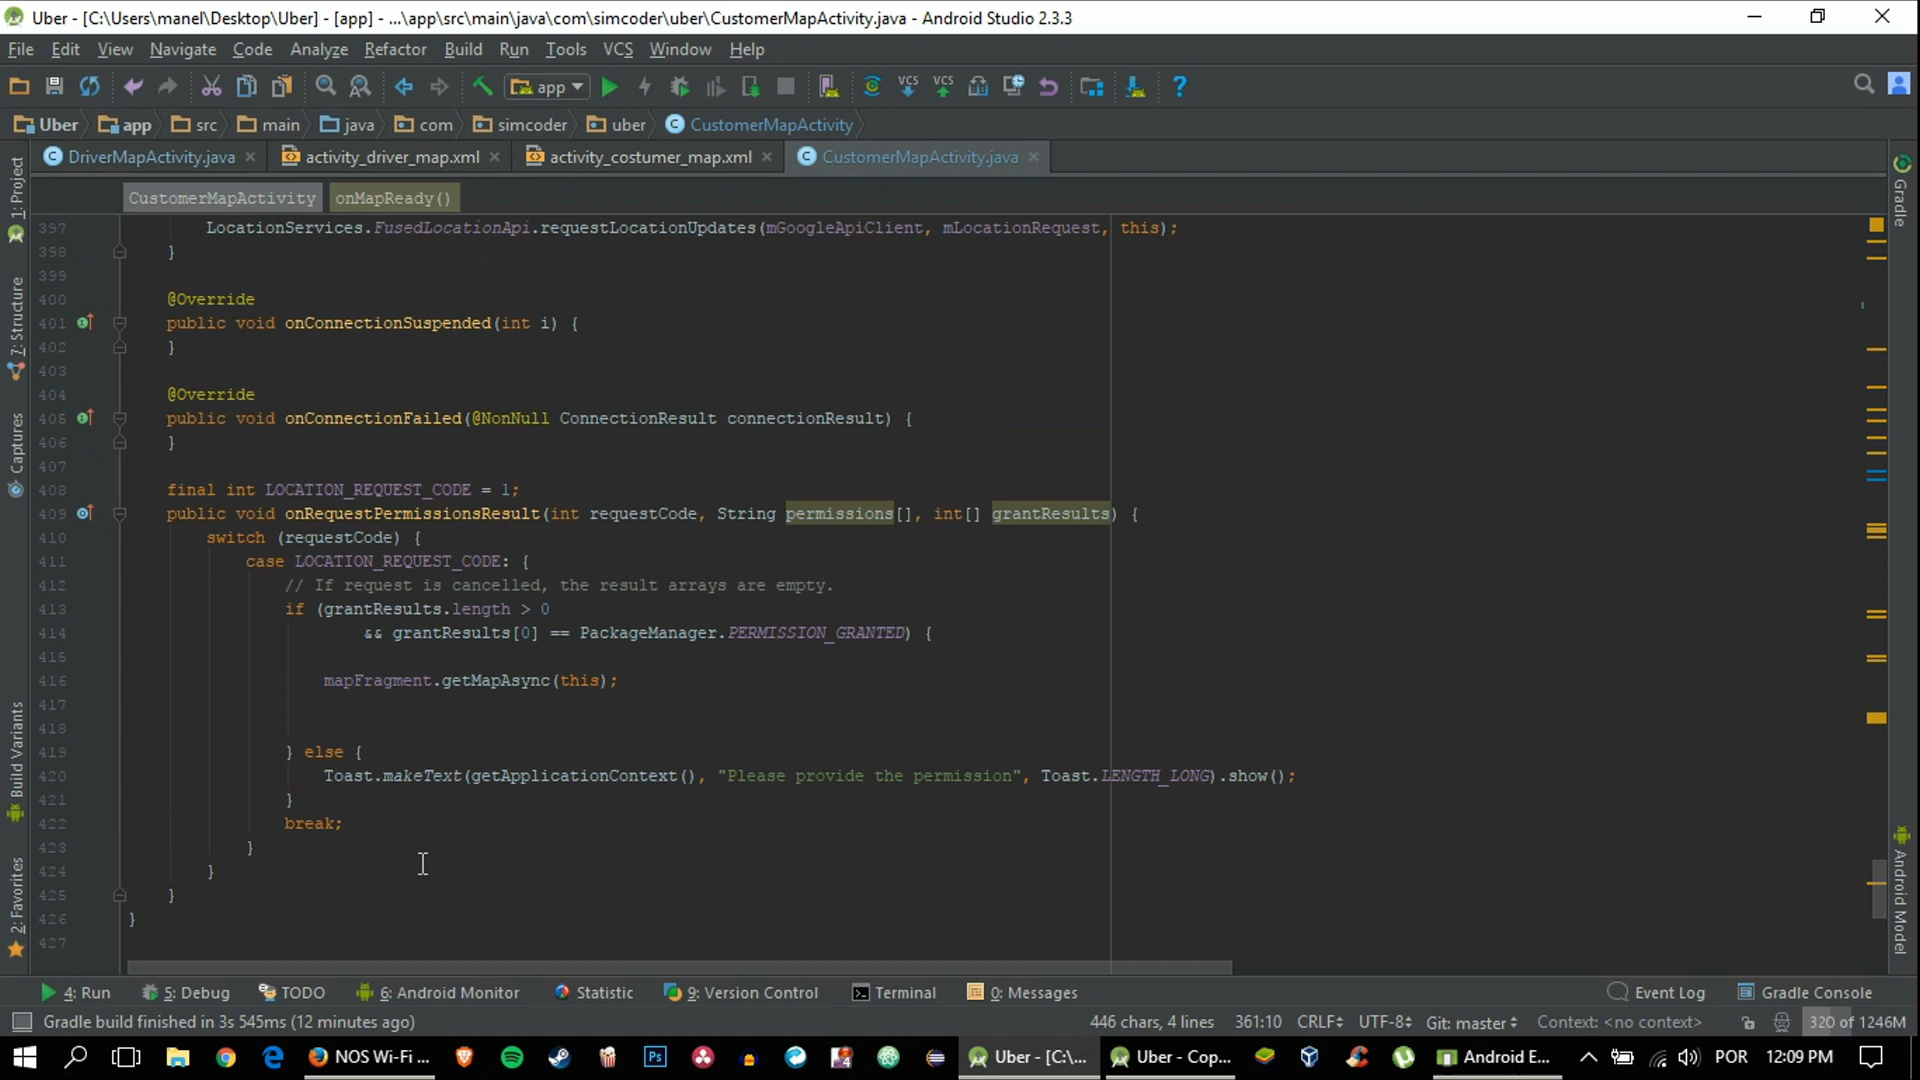 Uber - [C:\Users\manel\Desktop\Uber] - [app] - ...\app\src\main\java\com\simcoder\uber\CustomerMapActivity.java - Android Studio 2.3.3
File Edit View Navigate Code Analyze Refactor Build Run Tools VCS Window Help
app VCS VCS ?
Uber app src main java com simcoder uber CustomerMapActivity
DriverMapActivity.java activity_driver_map.xml activity_costumer_map.xml CustomerMapActivity.java
CustomerMapActivity onMapReady()
1: Project
7: Structure
Captures
Build Variants
2: Favorites
397 LocationServices.FusedLocationApi.requestLocationUpdates(mGoogleApiClient, mLocationRequest, this);
398 }
399
400 @Override
401 public void onConnectionSuspended(int i) {
402 }
403
404 @Override
405 public void onConnectionFailed(@NonNull ConnectionResult connectionResult) {
406 }
407
408 final int LOCATION_REQUEST_CODE = 1;
409 public void onRequestPermissionsResult(int requestCode, String permissions[], int[] grantResults) {
410 switch (requestCode) {
411 case LOCATION_REQUEST_CODE: {
412 // If request is cancelled, the result arrays are empty.
413 if (grantResults.length > 0
414 && grantResults[0] == PackageManager.PERMISSION_GRANTED) {
415
416 mapFragment.getMapAsync(this);
417
418
419 } else {
420 Toast.makeText(getApplicationContext(), "Please provide the permission", Toast.LENGTH_LONG).show();
421 }
422 break;
423 }
424 }
425 }
426 }
427
Gradle
Android Model
4: Run 5: Debug TODO 6: Android Monitor Statistic 9: Version Control Terminal 0: Messages Event Log Gradle Console
Gradle build finished in 3s 545ms (12 minutes ago) 446 chars, 4 lines 361:10 CRLF UTF-8 Git: master Context: <no context> 320 of 1246M
NOS Wi-Fi ... Ps Uber - [C:\... Uber - Cop... Android E... POR 12:09 PM